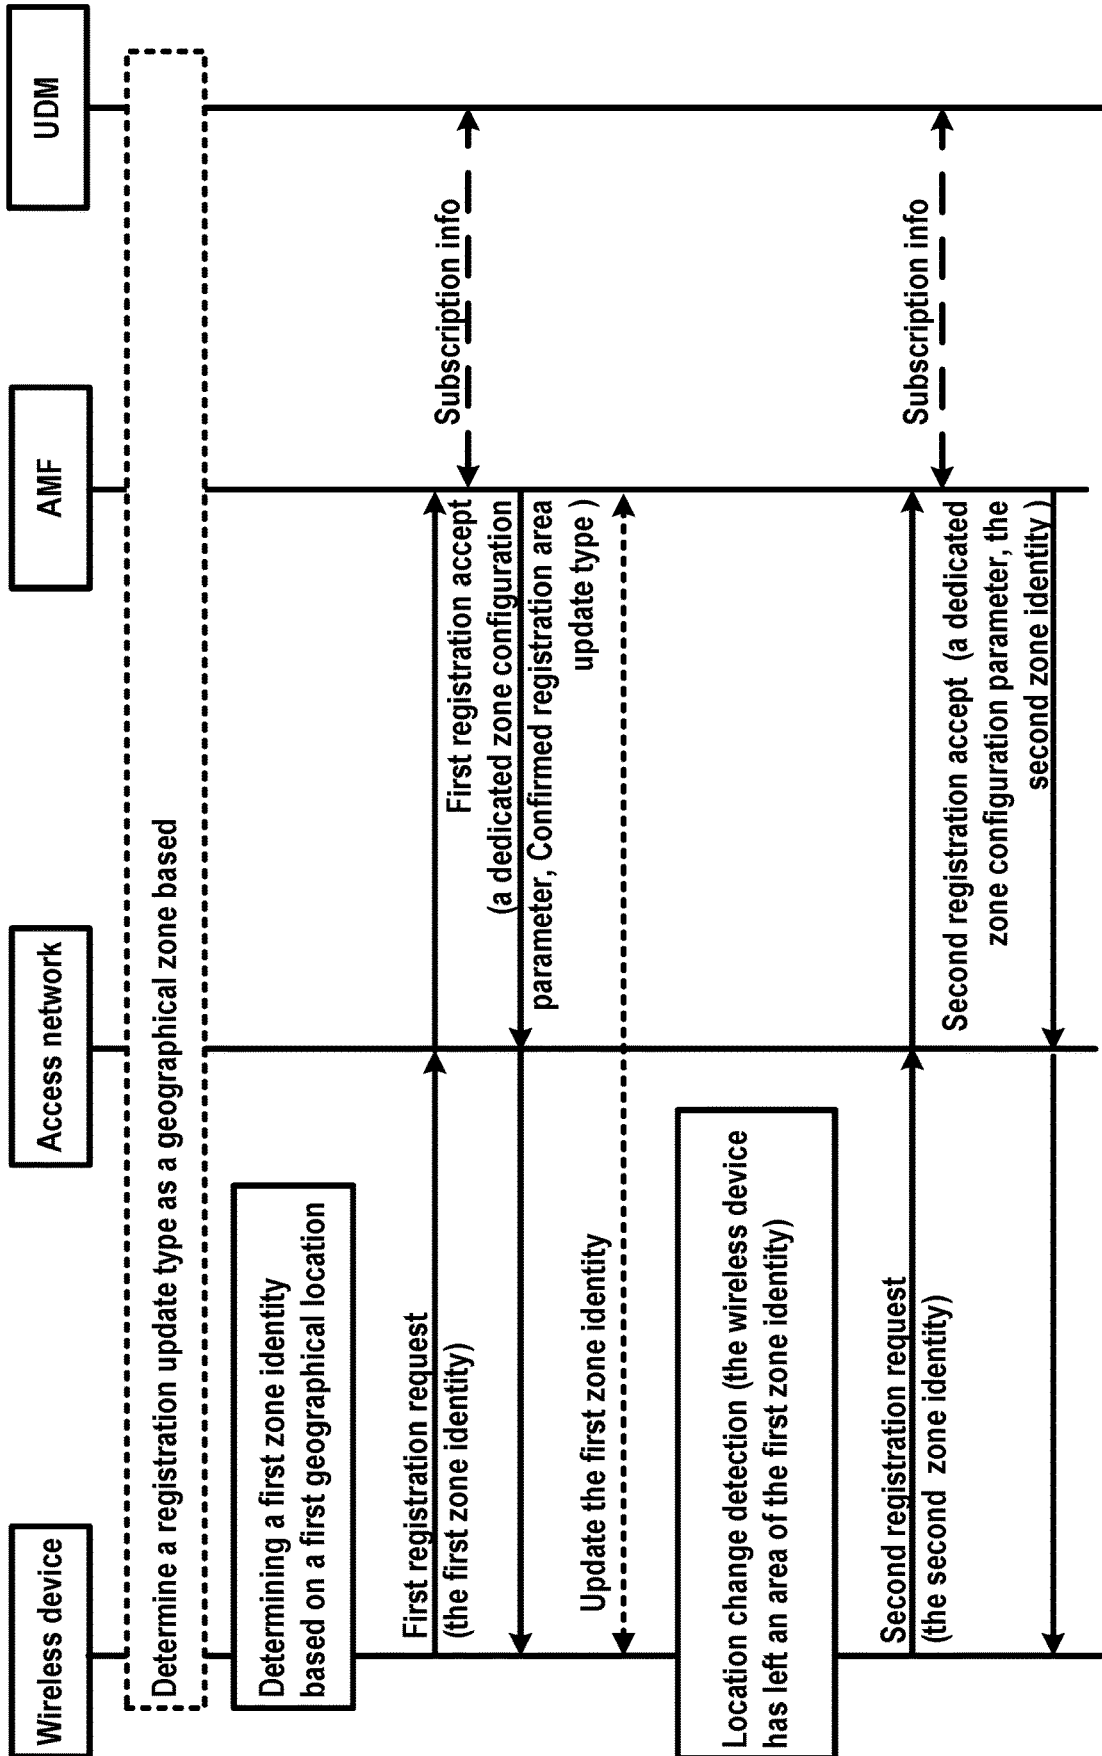 Wireless device
Access network
AMF
UDM
Determine a registration update type as a geographical zone based
Determining a first zone identity
based on a first geographical location
First registration request
(the first zone identity)
Subscription info
First registration accept
(a dedicated zone configuration
parameter, Confirmed registration area
update type )
Update the first zone identity
Location change detection (the wireless device
has left an area of the first zone identity)
Second registration request
(the second zone identity)
Subscription info
Second registration accept (a dedicated
zone configuration parameter, the
second zone identity )